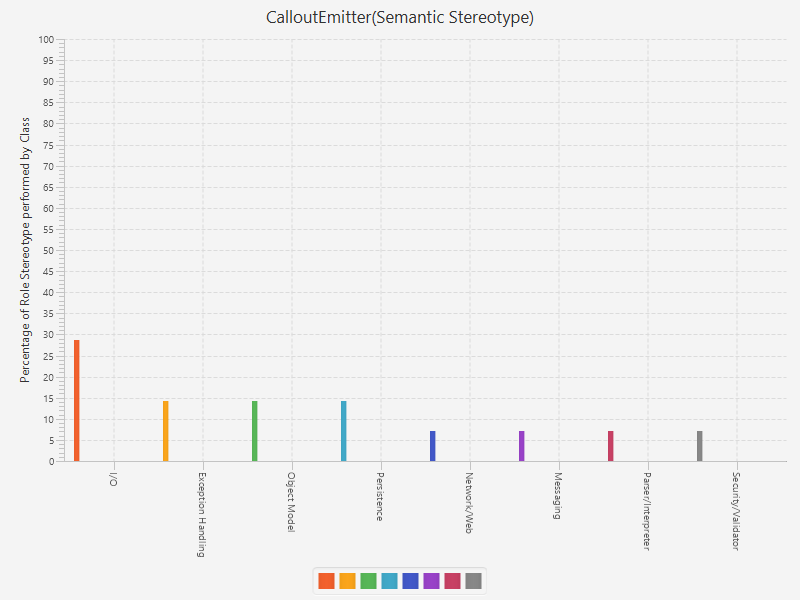 CalloutEmitter(Semantic Stereotype)
Percentage of Role Stereotype performed by Class
100
95
90
85
80
75
70
65
60
55
50
45
40
35
30
25
20
15
10
5
0
I/O
Exception Handling
Object Model
Persistence
Network/Web
Messaging
Parser/Interpreter
Security/Validator